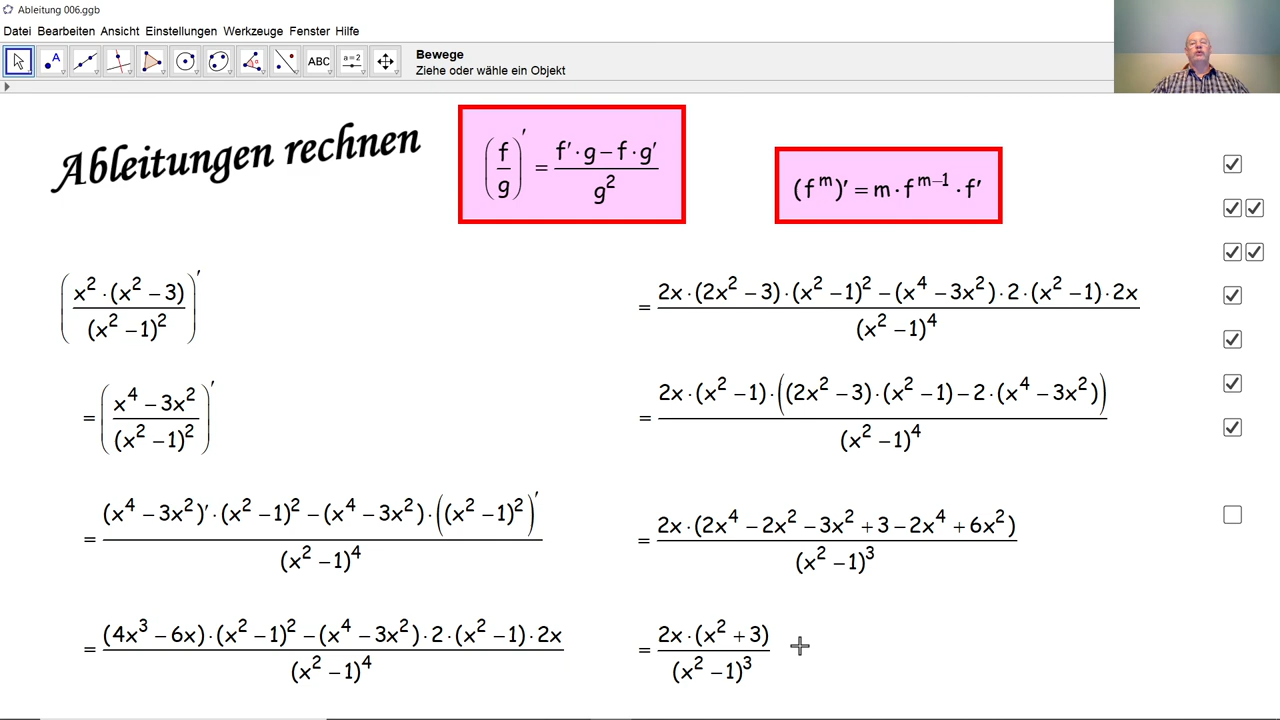 Ableitung 006.ggb
Datei Bearbeiten Ansicht Einstellungen Werkzeuge Fenster Hilfe
A
ABC
a=2
Bewege
Ziehe oder wähle ein Objekt
Ableitungen rechnen
(f/g)′ = (f′·g−f·g′)/g²
(f^m)′ = m·f^(m−1)·f′
(x²·(x²−3)/(x²−1)²)′
= ((x⁴−3x²)/(x²−1)²)′
= ((x⁴−3x²)′·(x²−1)²−(x⁴−3x²)·((x²−1)²)′)/(x²−1)⁴
= ((4x³−6x)·(x²−1)²−(x⁴−3x²)·2·(x²−1)·2x)/(x²−1)⁴
= (2x·(2x²−3)·(x²−1)²−(x⁴−3x²)·2·(x²−1)·2x)/(x²−1)⁴
= (2x·(x²−1)·((2x²−3)·(x²−1)−2·(x⁴−3x²)))/(x²−1)⁴
= (2x·(2x⁴−2x²−3x²+3−2x⁴+6x²))/(x²−1)³
= (2x·(x²+3))/(x²−1)³